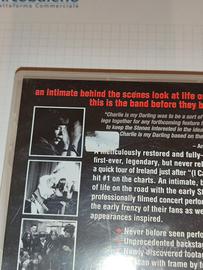 an intimate behind the scenes look at life o
this is the band before they b
"Charlie is my Darling was to be a sort of
legs together for any forthcoming feature
to keep the Stones interested in the idea
Charlie is my Darling based on the
A meticulously restored and fully-
first-ever, legendary, but never re
a quick tour of Ireland just after "(I C
hit #1 on the charts. An intimate, b
of life on the road with the early S
professionally filmed concert perfor
the early frenzy of their fans as we
appearances inspired.
Never before seen perf
Unprecedented backsta
Newly discovered foota
an with frame by f